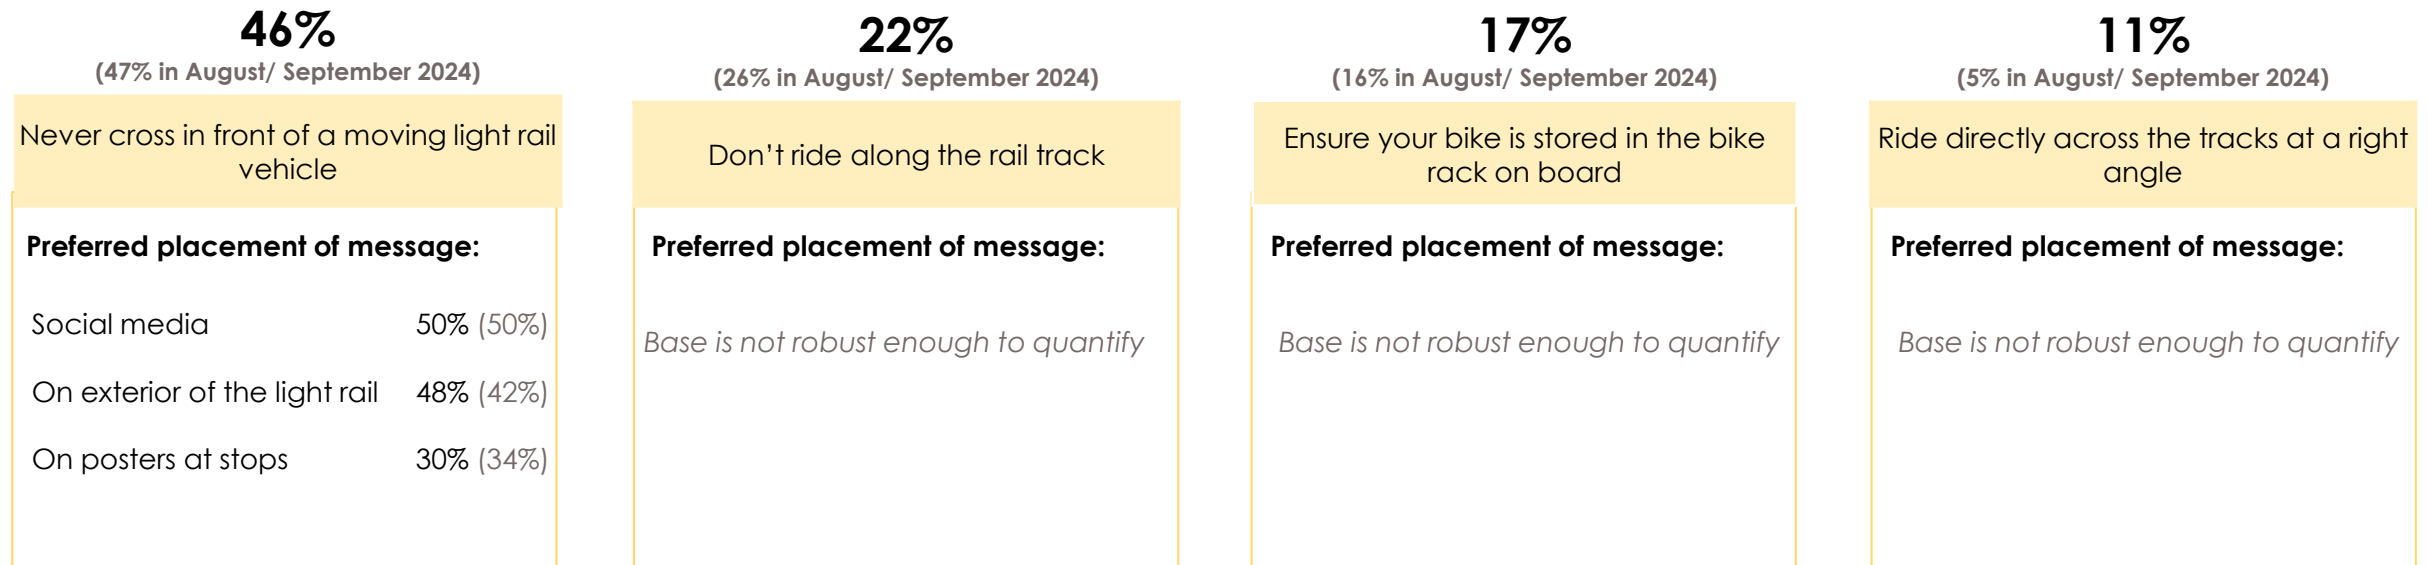 46%
(47% in August/ September 2024)
Never cross in front of a moving light rail
vehicle
Preferred placement of message:
Social media 50% (50%)
On exterior of the light rail 48% (42%)
On posters at stops 30% (34%)
22%
(26% in August/ September 2024)
Don't ride along the rail track
Preferred placement of message:
Base is not robust enough to quantify
17%
(16% in August/ September 2024)
Ensure your bike is stored in the bike
rack on board
Preferred placement of message:
Base is not robust enough to quantify
11%
(5% in August/ September 2024)
Ride directly across the tracks at a right
angle
Preferred placement of message:
Base is not robust enough to quantify